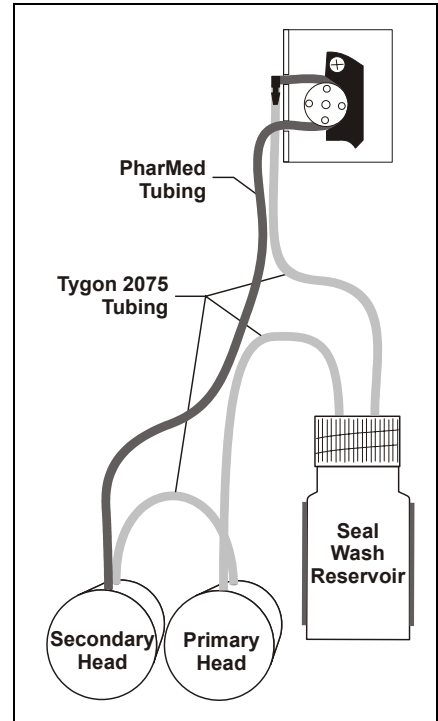 PharMed
Tubing
Tygon 2075
Tubing
Seal
Wash
Reservoir
Secondary
Head
Primary
Head